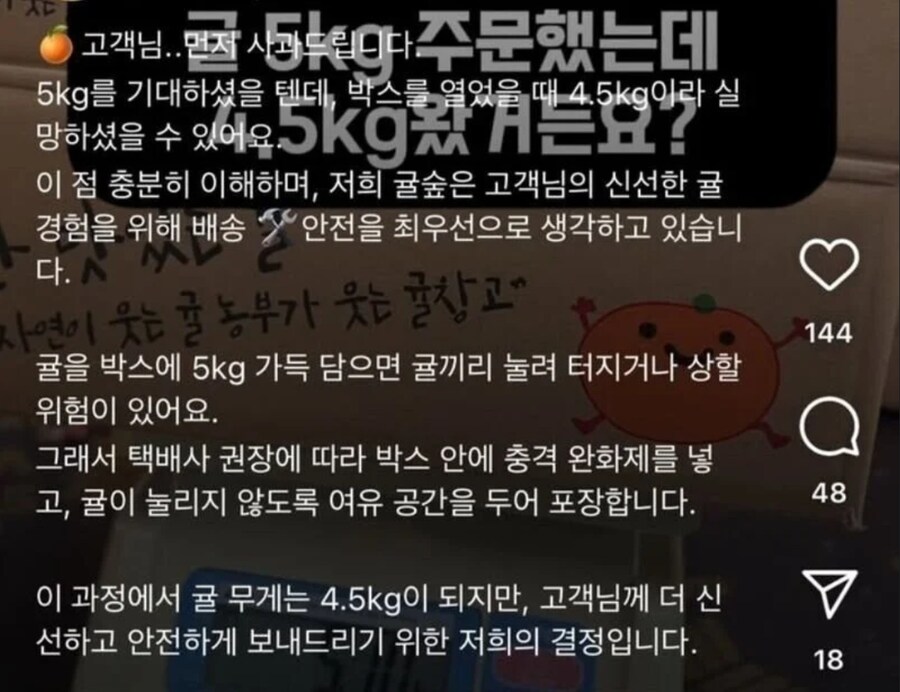 귤 5kg 주문했는데
4.5kg왔거든요?
🍊 고객님..먼저 사과드립니다.
5kg를 기대하셨을 텐데, 박스를 열었을 때 4.5kg이라 실
망하셨을 수 있어요.
이 점 충분히 이해하며, 저희 귤숲은 고객님의 신선한 귤
경험을 위해 배송 🛠️ 안전을 최우선으로 생각하고 있습니
다.
자연이 웃는 귤 농부가 웃는 귤창고"
144
귤을 박스에 5kg 가득 담으면 귤끼리 눌려 터지거나 상할
위험이 있어요.
그래서 택배사 권장에 따라 박스 안에 충격 완화제를 넣
고, 귤이 눌리지 않도록 여유 공간을 두어 포장합니다.
48
이 과정에서 귤 무게는 4.5kg이 되지만, 고객님께 더 신
선하고 안전하게 보내드리기 위한 저희의 결정입니다.
18